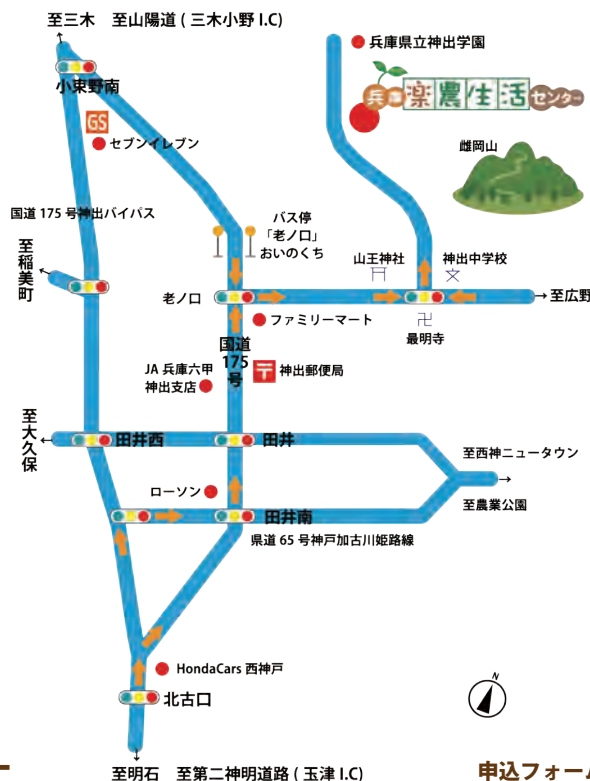 至三木 至山陽道 ( 三木小野 I.C)
兵庫県立神出学園
小束野南
兵庫楽農生活センター
GS
セブンイレブン
雌岡山
国道 175 号神出バイパス
バス停
「老ノ口」
おいのくち
至稲美町
山王神社
神出中学校
老ノ口
至広野
ファミリーマート
最明寺
国道
175
号
JA 兵庫六甲
神出支店
神出郵便局
至大久保
田井西
田井
至西神ニュータウン
ローソン
至農業公園
田井南
県道 65 号神戸加古川姫路線
HondaCars 西神戸
北古口
N
至明石 至第二神明道路 ( 玉津 I.C)
申込フォーム